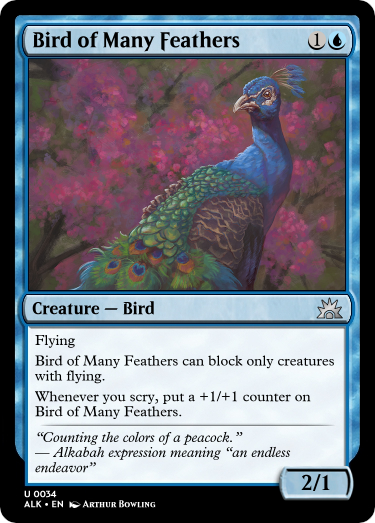 Bird of Many Feathers 1
Creature — Bird
Flying
Bird of Many Feathers can block only creatures
with flying.
Whenever you scry, put a +1/+1 counter on
Bird of Many Feathers.
“Counting the colors of a peacock.”
— Alkabah expression meaning “an endless
endeavor”
2/1
U 0034
ALK • EN Arthur Bowling